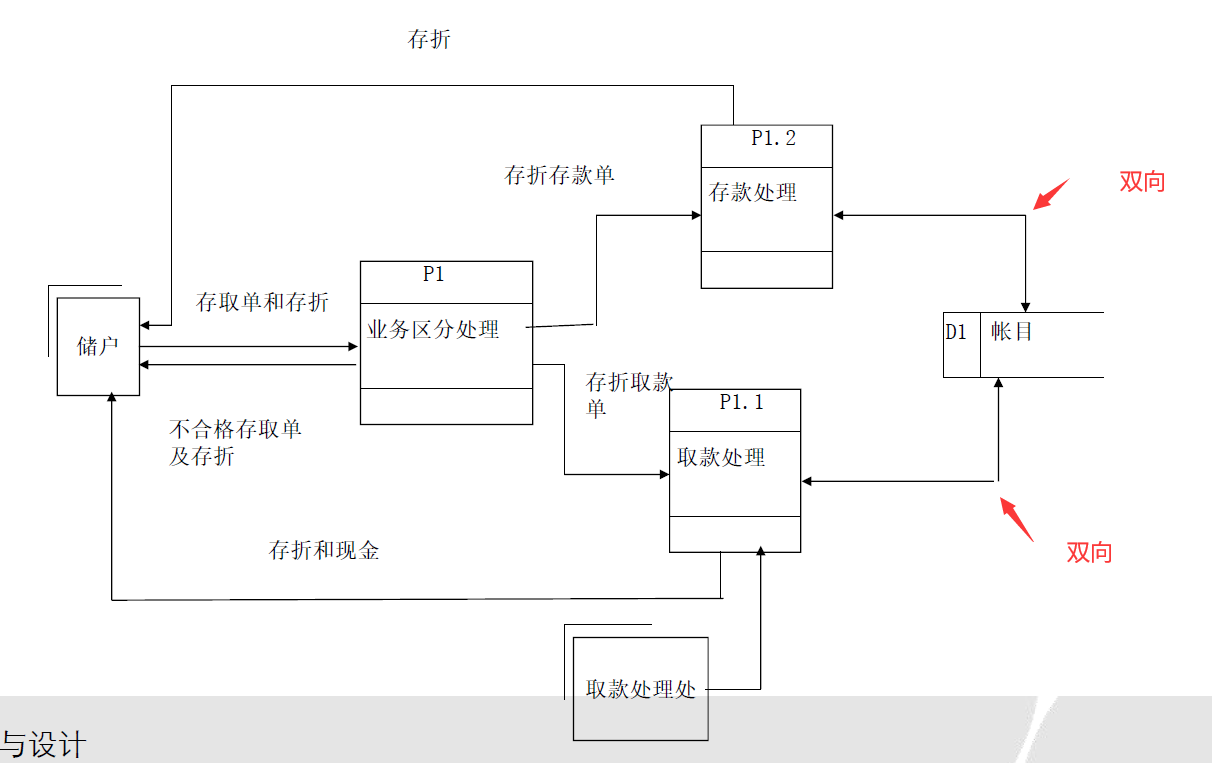 存折
P1.2
存折存款单
存款处理
双向
P1
存取单和存折
业务区分处理
储户
D1
帐目
存折取款
单
P1.1
不合格存取单
及存折
取款处理
存折和现金
双向
取款处理处
与设计